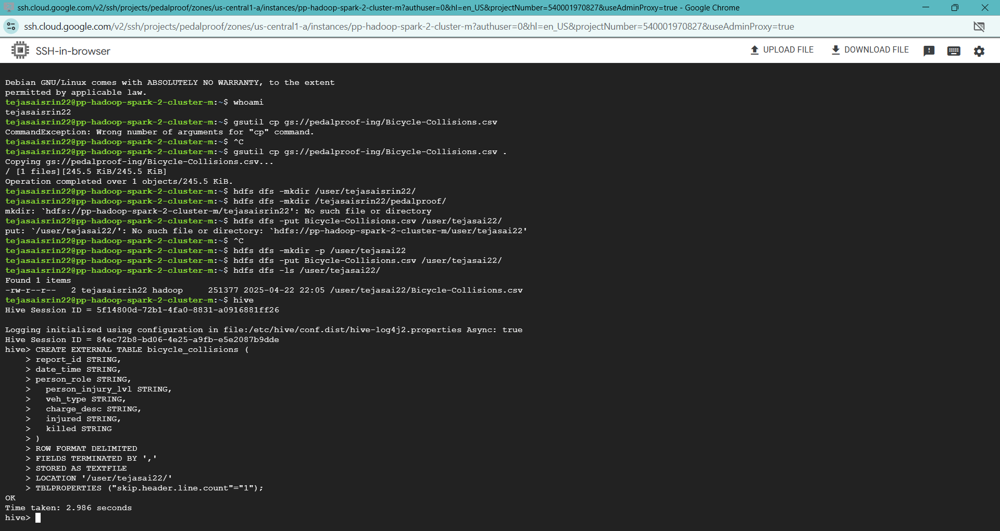 ssh.cloud.google.com/v2/ssh/projects/pedalproof/zones/us-central1-a/instances/pp-hadoop-spark-2-cluster-m?authuser=0&hl=en_US&projectNumber=540001970827&useAdminProxy=true - Google Chrome
ssh.cloud.google.com/v2/ssh/projects/pedalproof/zones/us-central1-a/instances/pp-hadoop-spark-2-cluster-m?authuser=0&hl=en_US&projectNumber=540001970827&useAdminProxy=true
SSH-in-browser UPLOAD FILE DOWNLOAD FILE
Debian GNU/Linux comes with ABSOLUTELY NO WARRANTY, to the extent
permitted by applicable law.
tejasaisrin22@pp-hadoop-spark-2-cluster-m:~$ whoami
tejasaisrin22
tejasaisrin22@pp-hadoop-spark-2-cluster-m:~$ gsutil cp gs://pedalproof-ing/Bicycle-Collisions.csv
CommandException: Wrong number of arguments for "cp" command.
tejasaisrin22@pp-hadoop-spark-2-cluster-m:~$ ^C
tejasaisrin22@pp-hadoop-spark-2-cluster-m:~$ gsutil cp gs://pedalproof-ing/Bicycle-Collisions.csv .
Copying gs://pedalproof-ing/Bicycle-Collisions.csv...
/ [1 files][245.5 KiB/245.5 KiB]
Operation completed over 1 objects/245.5 KiB.
tejasaisrin22@pp-hadoop-spark-2-cluster-m:~$ hdfs dfs -mkdir /user/tejasaisrin22/
tejasaisrin22@pp-hadoop-spark-2-cluster-m:~$ hdfs dfs -mkdir /tejasaisrin22/pedalproof/
mkdir: `hdfs://pp-hadoop-spark-2-cluster-m/tejasaisrin22': No such file or directory
tejasaisrin22@pp-hadoop-spark-2-cluster-m:~$ hdfs dfs -put Bicycle-Collisions.csv /user/tejasai22/
put: `/user/tejasai22/': No such file or directory: `hdfs://pp-hadoop-spark-2-cluster-m/user/tejasai22'
tejasaisrin22@pp-hadoop-spark-2-cluster-m:~$ ^C
tejasaisrin22@pp-hadoop-spark-2-cluster-m:~$ hdfs dfs -mkdir -p /user/tejasai22
tejasaisrin22@pp-hadoop-spark-2-cluster-m:~$ hdfs dfs -put Bicycle-Collisions.csv /user/tejasai22/
tejasaisrin22@pp-hadoop-spark-2-cluster-m:~$ hdfs dfs -ls /user/tejasai22/
Found 1 items
-rw-r--r--   2 tejasaisrin22 hadoop     251377 2025-04-22 22:05 /user/tejasai22/Bicycle-Collisions.csv
tejasaisrin22@pp-hadoop-spark-2-cluster-m:~$ hive
Hive Session ID = 5f14800d-72b1-4fa0-8831-a0916881ff26
Logging initialized using configuration in file:/etc/hive/conf.dist/hive-log4j2.properties Async: true
Hive Session ID = 84ec72b8-bd06-4e25-a9fb-e5e2087b9dde
hive> CREATE EXTERNAL TABLE bicycle_collisions (
    > report_id STRING,
    > date_time STRING,
    > person_role STRING,
    >   person_injury_lvl STRING,
    >   veh_type STRING,
    >   charge_desc STRING,
    >   injured STRING,
    >   killed STRING
    > )
    > ROW FORMAT DELIMITED
    > FIELDS TERMINATED BY ','
    > STORED AS TEXTFILE
    > LOCATION '/user/tejasai22/'
    > TBLPROPERTIES ("skip.header.line.count"="1");
OK
Time taken: 2.986 seconds
hive>